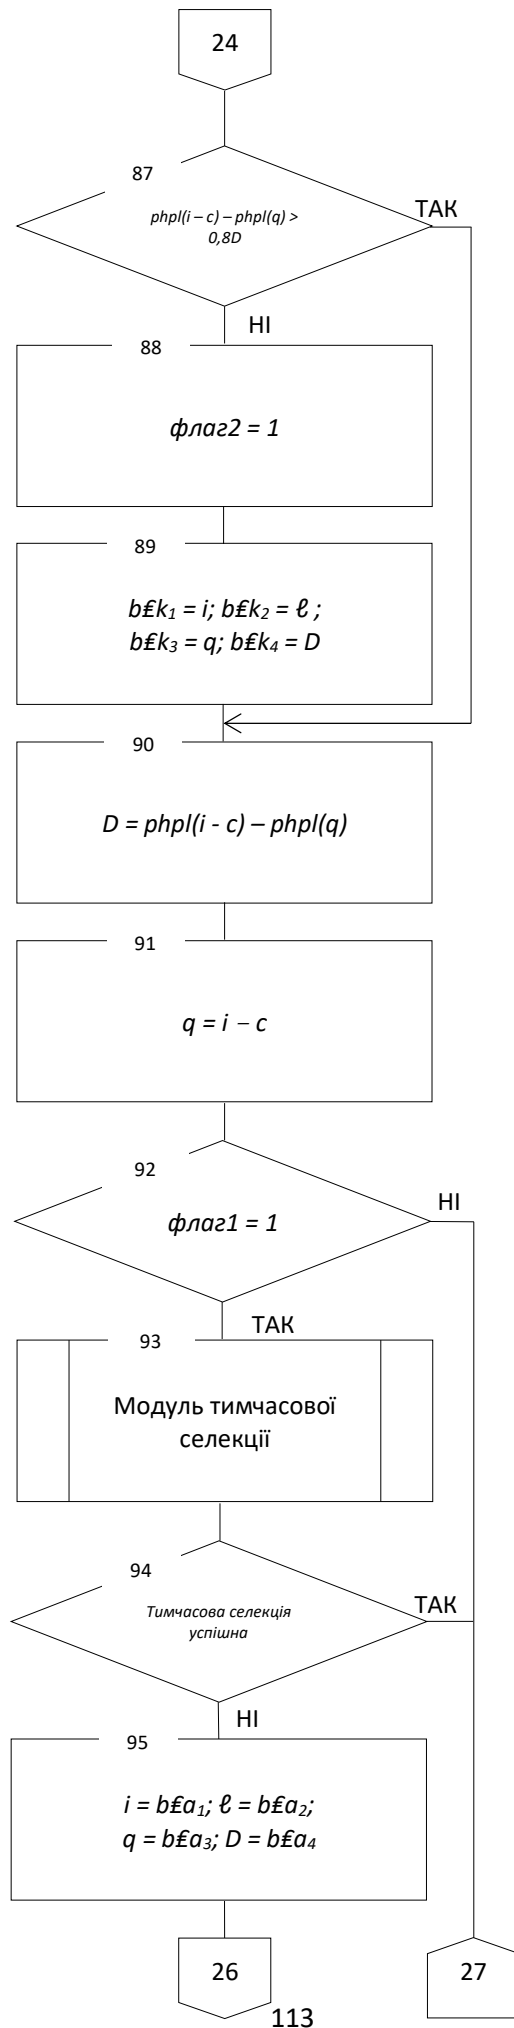 24
87
phpl(i – c) – phpl(q) >
0,8D
ТАК
НІ
88
флаг2 = 1
89
b₤k₁ = i; b₤k₂ = ℓ ;
b₤k₃ = q; b₤k₄ = D
90
D = phpl(i - c) – phpl(q)
91
q = i – c
92
флаг1 = 1
НІ
ТАК
93
Модуль тимчасової
селекції
94
Тимчасова селекція
успішна
ТАК
НІ
95
i = b₤a₁; ℓ = b₤a₂;
q = b₤a₃; D = b₤a₄
26
27
113